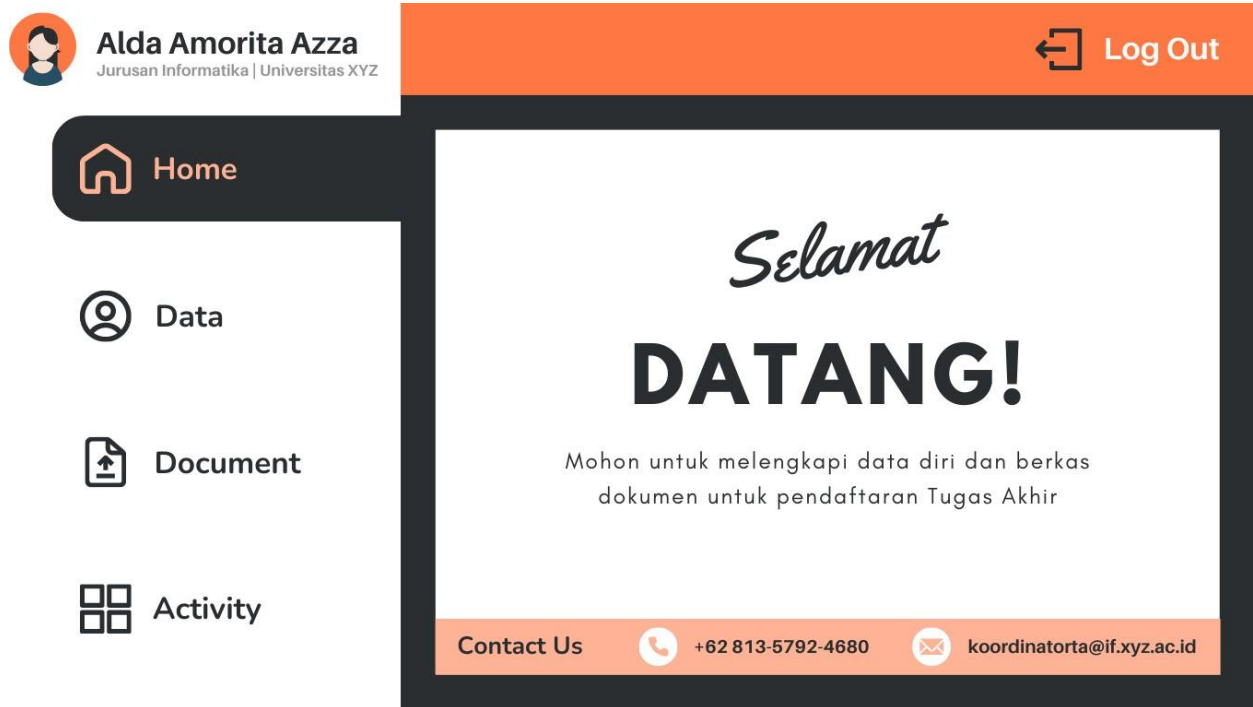 Alda Amorita Azza
Jurusan Informatika | Universitas XYZ
Log Out
Home
Data
Document
Activity
Selamat
DATANG!
Mohon untuk melengkapi data diri dan berkas
dokumen untuk pendaftaran Tugas Akhir
Contact Us
+62 813-5792-4680
koordinatorta@if.xyz.ac.id